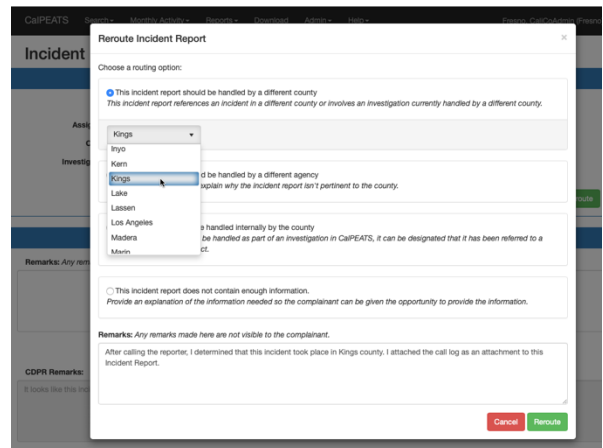 CalPEATS Search Monthly Activity Reports Download Admin Help Fresno, CaliCoAdmin (Fresno
Reroute Incident Report ×
Incident
Choose a routing option:
This incident report should be handled by a different county
This incident report references an incident in a different county or involves an investigation currently handled by a different county.
Assig
Kings
C
Inyo
Investig
Kern
Kings
d be handled by a different agency
explain why the incident report isn't pertinent to the county.
Lake
Lassen
Reroute
Los Angeles
e handled internally by the county
Madera
be handled as part of an investigation in CalPEATS, it can be designated that it has been referred to a
Marin
ct.
Remarks: Any rem
This incident report does not contain enough information.
Provide an explanation of the information needed so the complainant can be given the opportunity to provide the information.
Remarks: Any remarks made here are not visible to the complainant.
After calling the reporter, I determined that this incident took place in Kings county. I attached the call log as an attachment to this
Incident Report.
CDPR Remarks:
It looks like this inc
Cancel Reroute